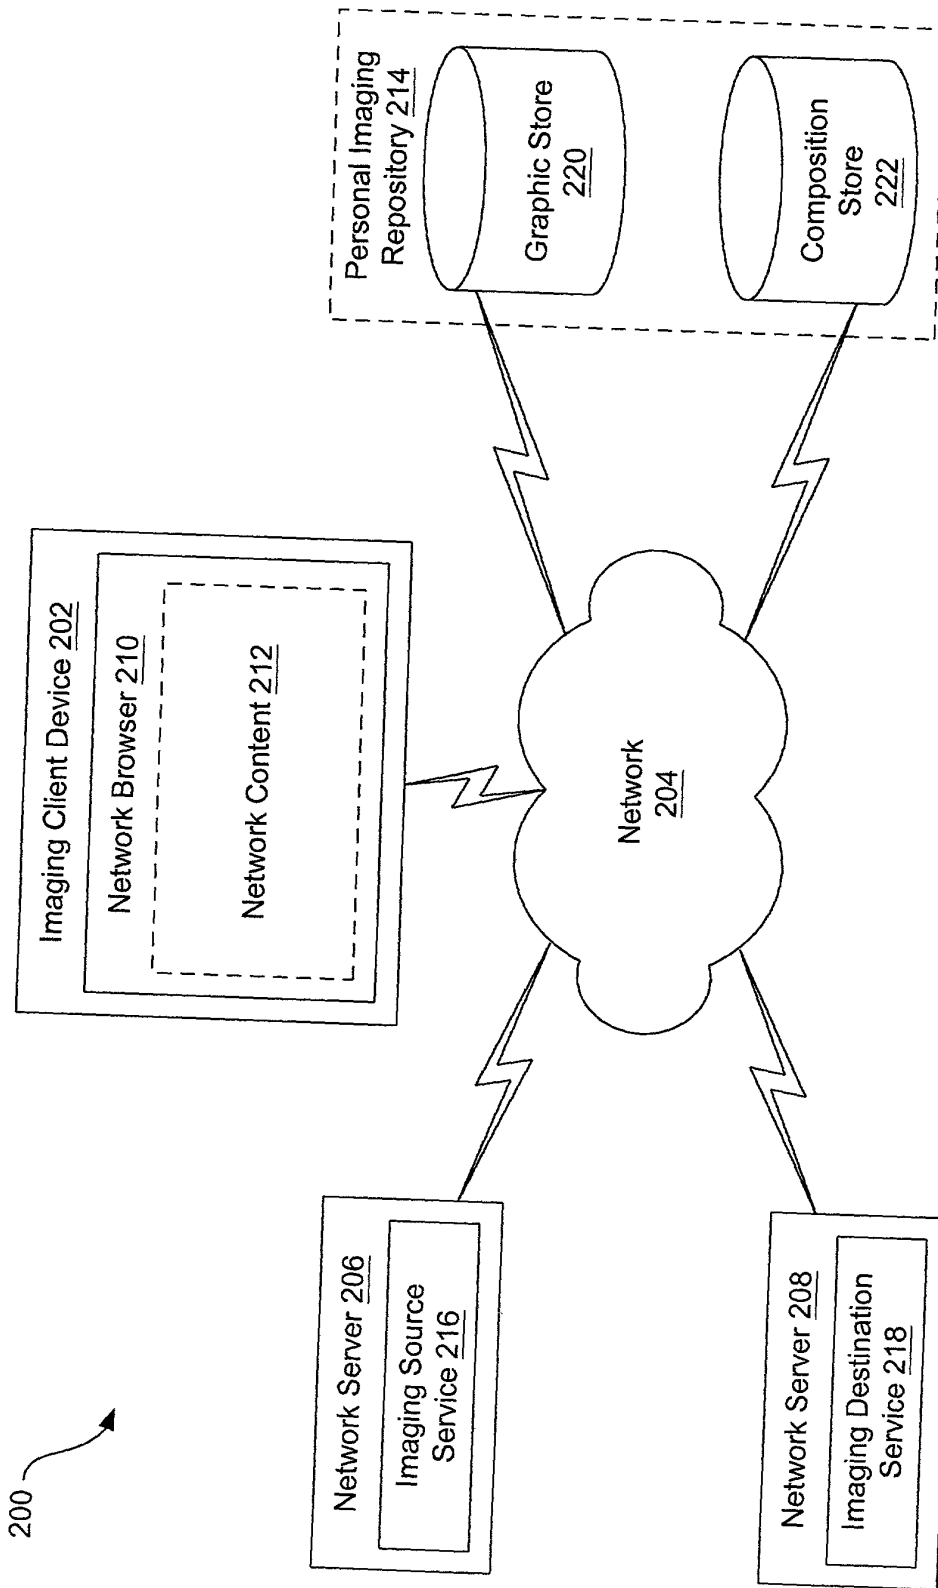 200
Network Server 206
Imaging Source
Service 216
Network Server 208
Imaging Destination
Service 218
Imaging Client Device 202
Network Browser 210
Network Content 212
Network
204
Personal Imaging
Repository 214
Graphic Store
220
Composition
Store
222